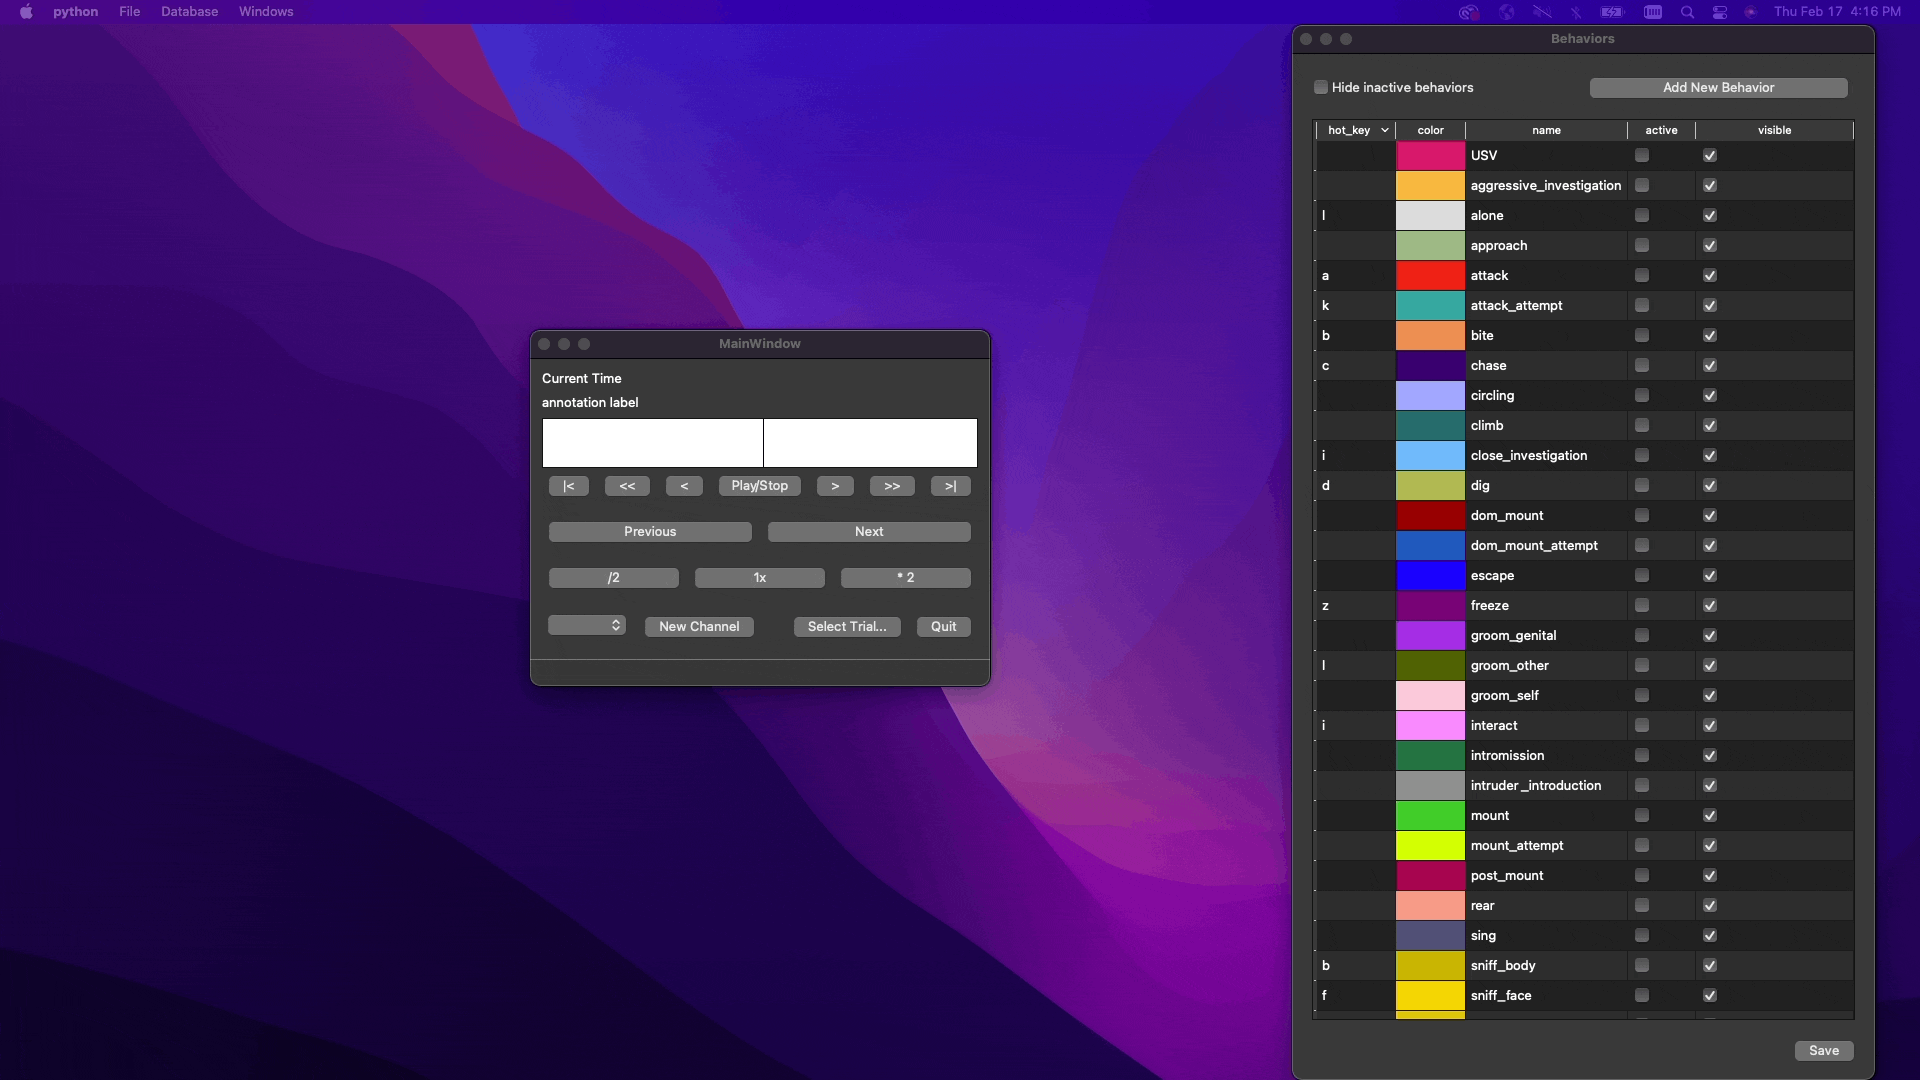 python File Database Windows
Thu Feb 17 4:16 PM
MainWindow
Current Time
annotation label
|< << < Play/Stop > >> >|
Previous Next
/2 1x * 2
New Channel Select Trial... Quit
Behaviors
Hide inactive behaviors Add New Behavior
hot_key color name active visible
USV
aggressive_investigation
l alone
approach
a attack
k attack_attempt
b bite
c chase
circling
climb
i close_investigation
d dig
dom_mount
dom_mount_attempt
escape
z freeze
groom_genital
l groom_other
groom_self
i interact
intromission
intruder_introduction
mount
mount_attempt
post_mount
rear
sing
b sniff_body
f sniff_face
Save